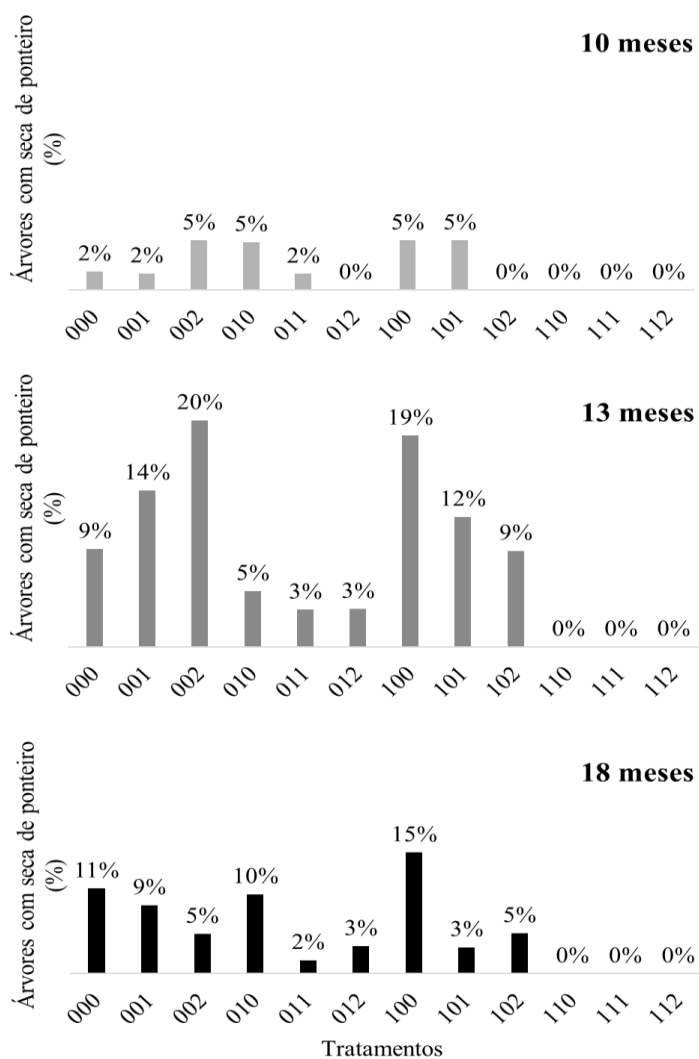 10 meses
Árvores com seca de ponteiro
(%)
2% 2% 5% 5% 2% 0% 5% 5% 0% 0% 0% 0%
000 001 002 010 011 012 100 101 102 110 111 112
13 meses
Árvores com seca de ponteiro
(%)
9% 14% 20% 5% 3% 3% 19% 12% 9% 0% 0% 0%
000 001 002 010 011 012 100 101 102 110 111 112
18 meses
Árvores com seca de ponteiro
(%)
11% 9% 5% 10% 2% 3% 15% 3% 5% 0% 0% 0%
000 001 002 010 011 012 100 101 102 110 111 112
Tratamentos